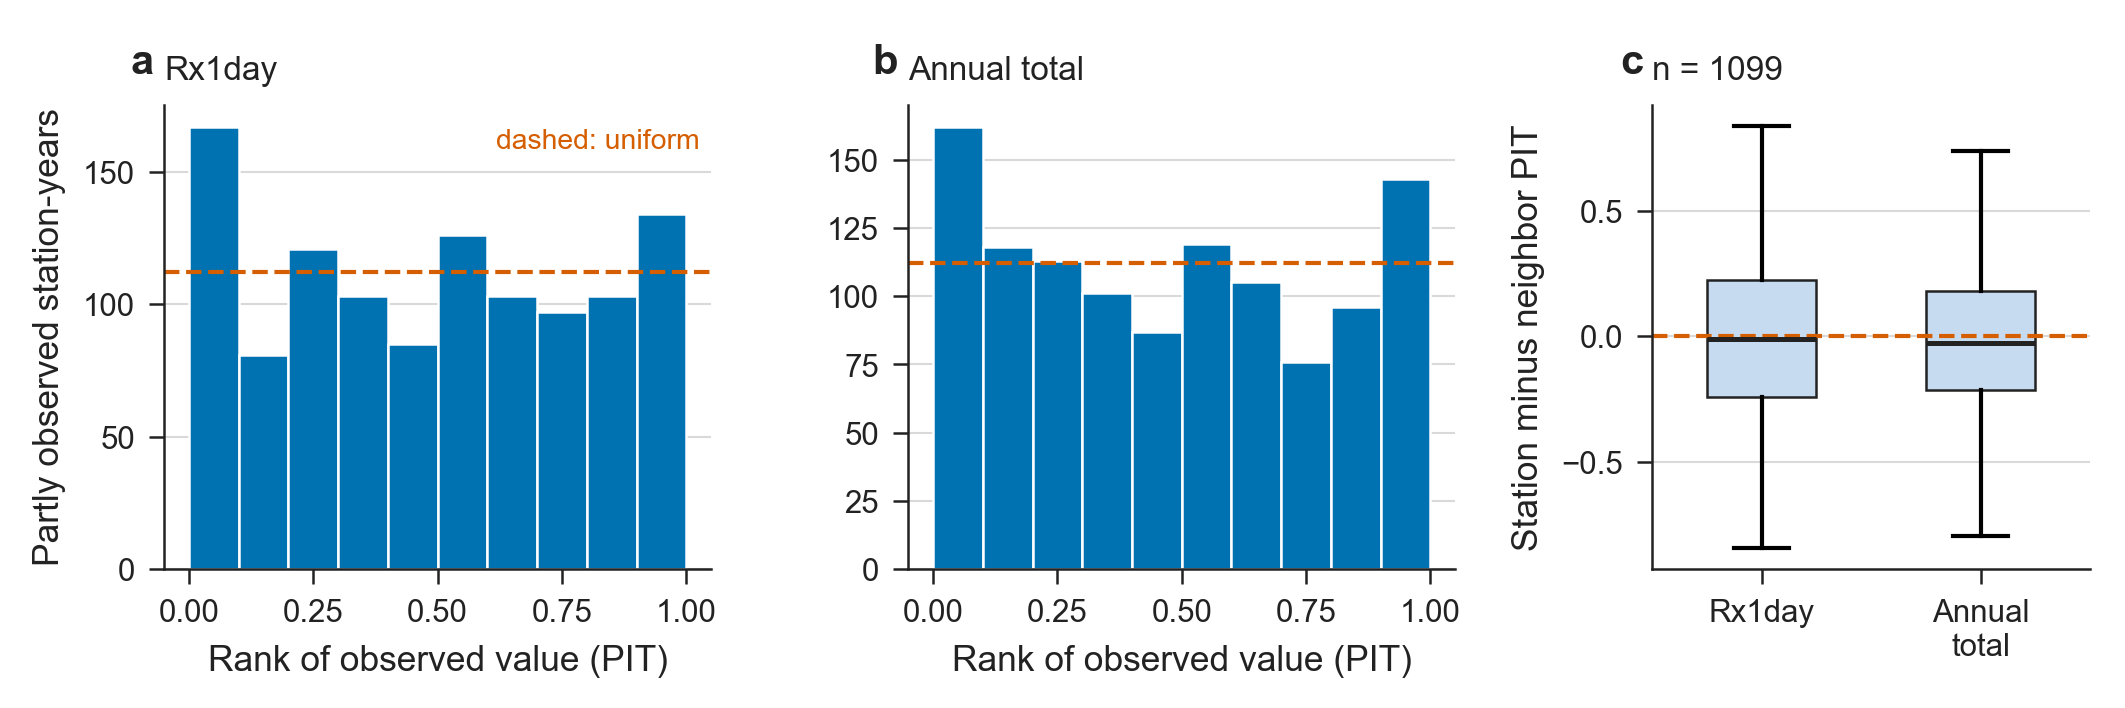 a Rx1day
Partly observed station-years
150
100
50
0
dashed: uniform
0.00 0.25 0.50 0.75 1.00
Rank of observed value (PIT)
b Annual total
150
125
100
75
50
25
0
0.00 0.25 0.50 0.75 1.00
Rank of observed value (PIT)
c n = 1099
Station minus neighbor PIT
0.5
0.0
−0.5
Rx1day Annual
total